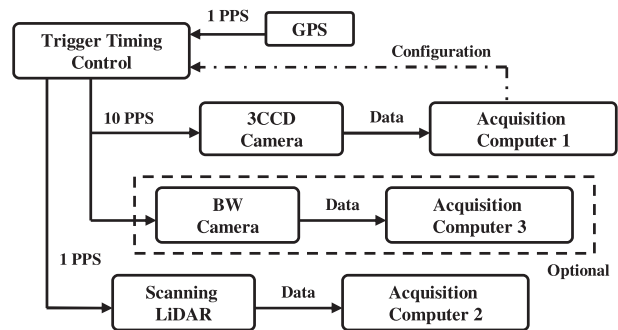 1 PPS
GPS
Trigger Timing
Control
Configuration
10 PPS
3CCD
Camera
Data
Acquisition
Computer 1
BW
Camera
Data
Acquisition
Computer 3
Optional
1 PPS
Scanning
LiDAR
Data
Acquisition
Computer 2